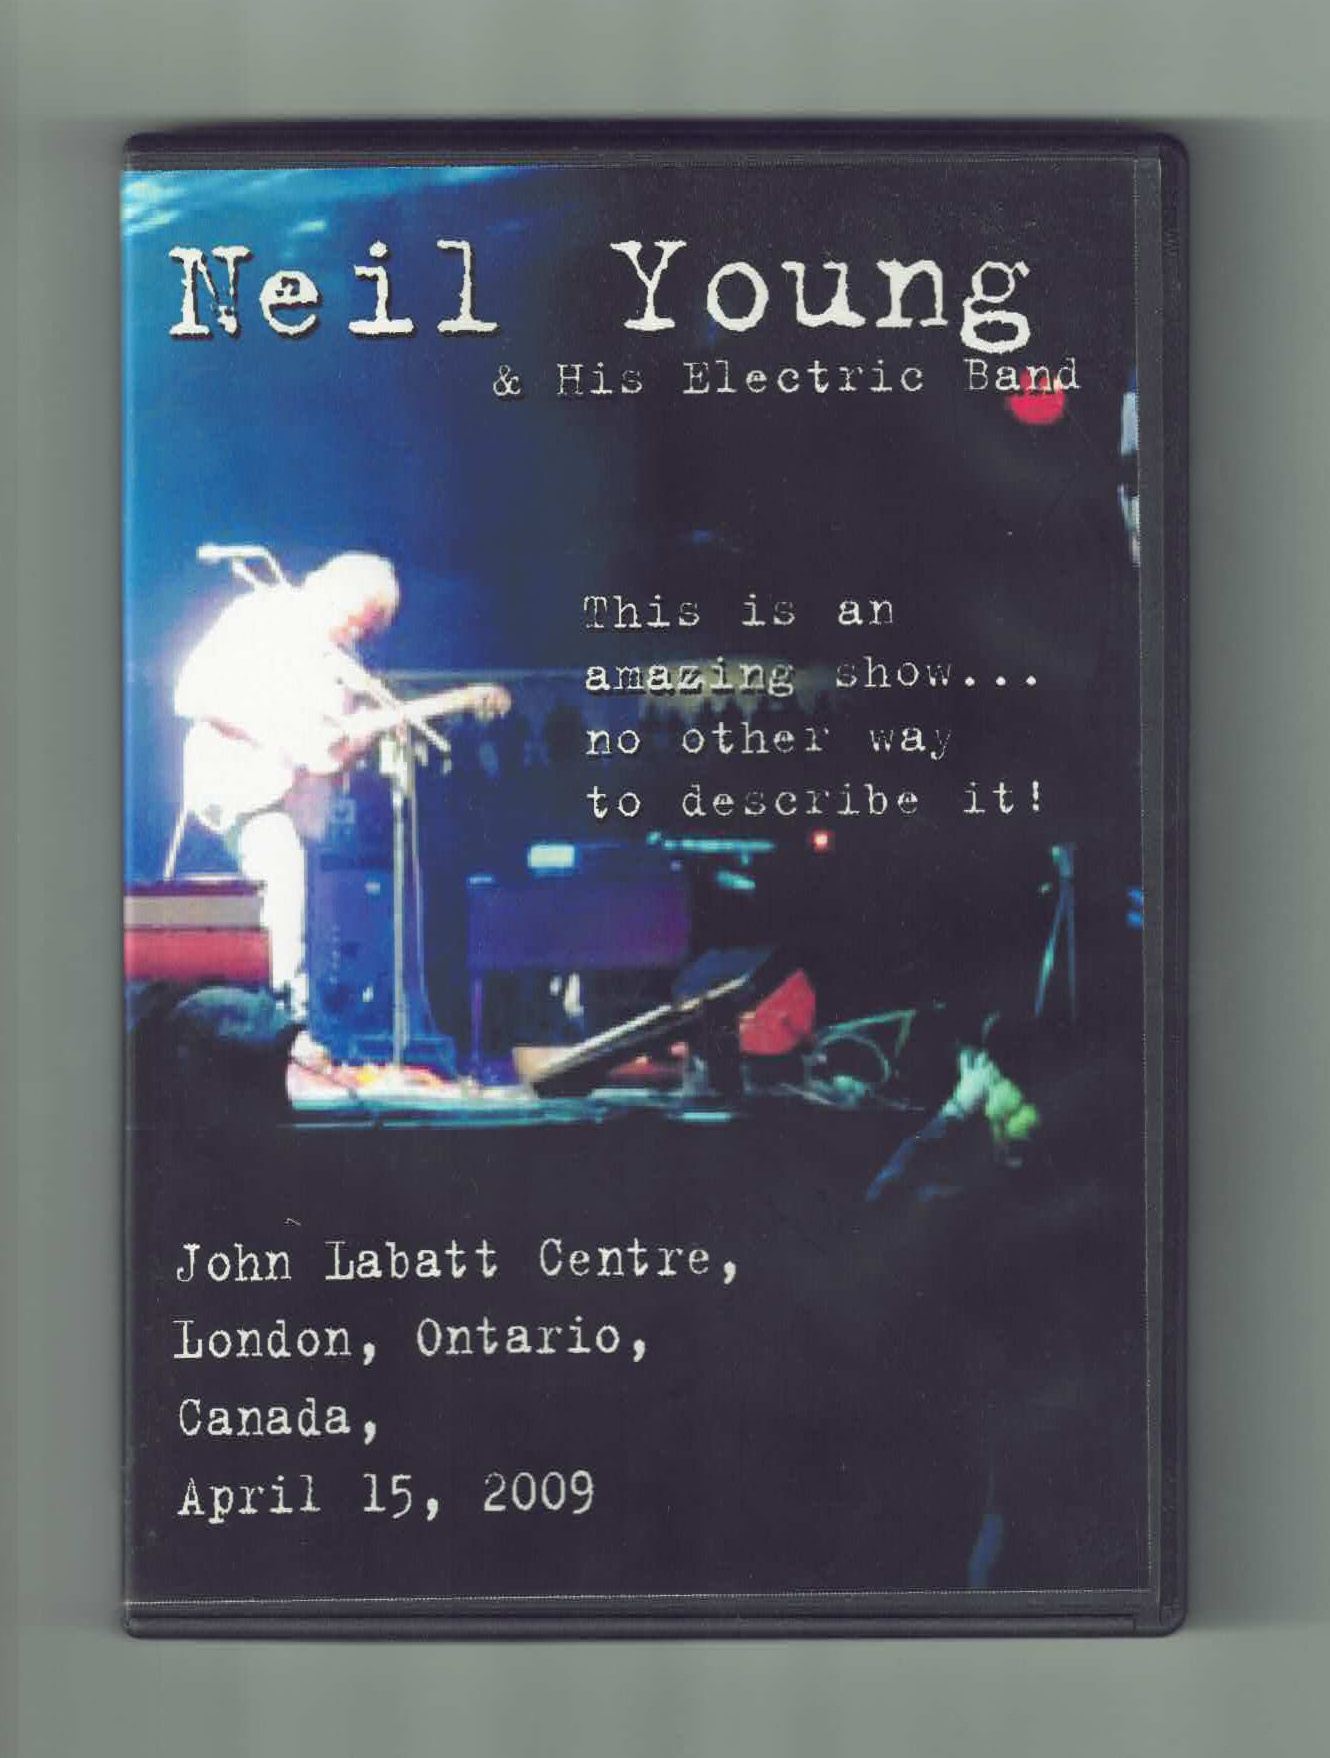 Neil Young
& His Electric Band
This is an
amazing show...
no other way
to describe it!
John Labatt Centre,
London, Ontario,
Canada,
April 15, 2009